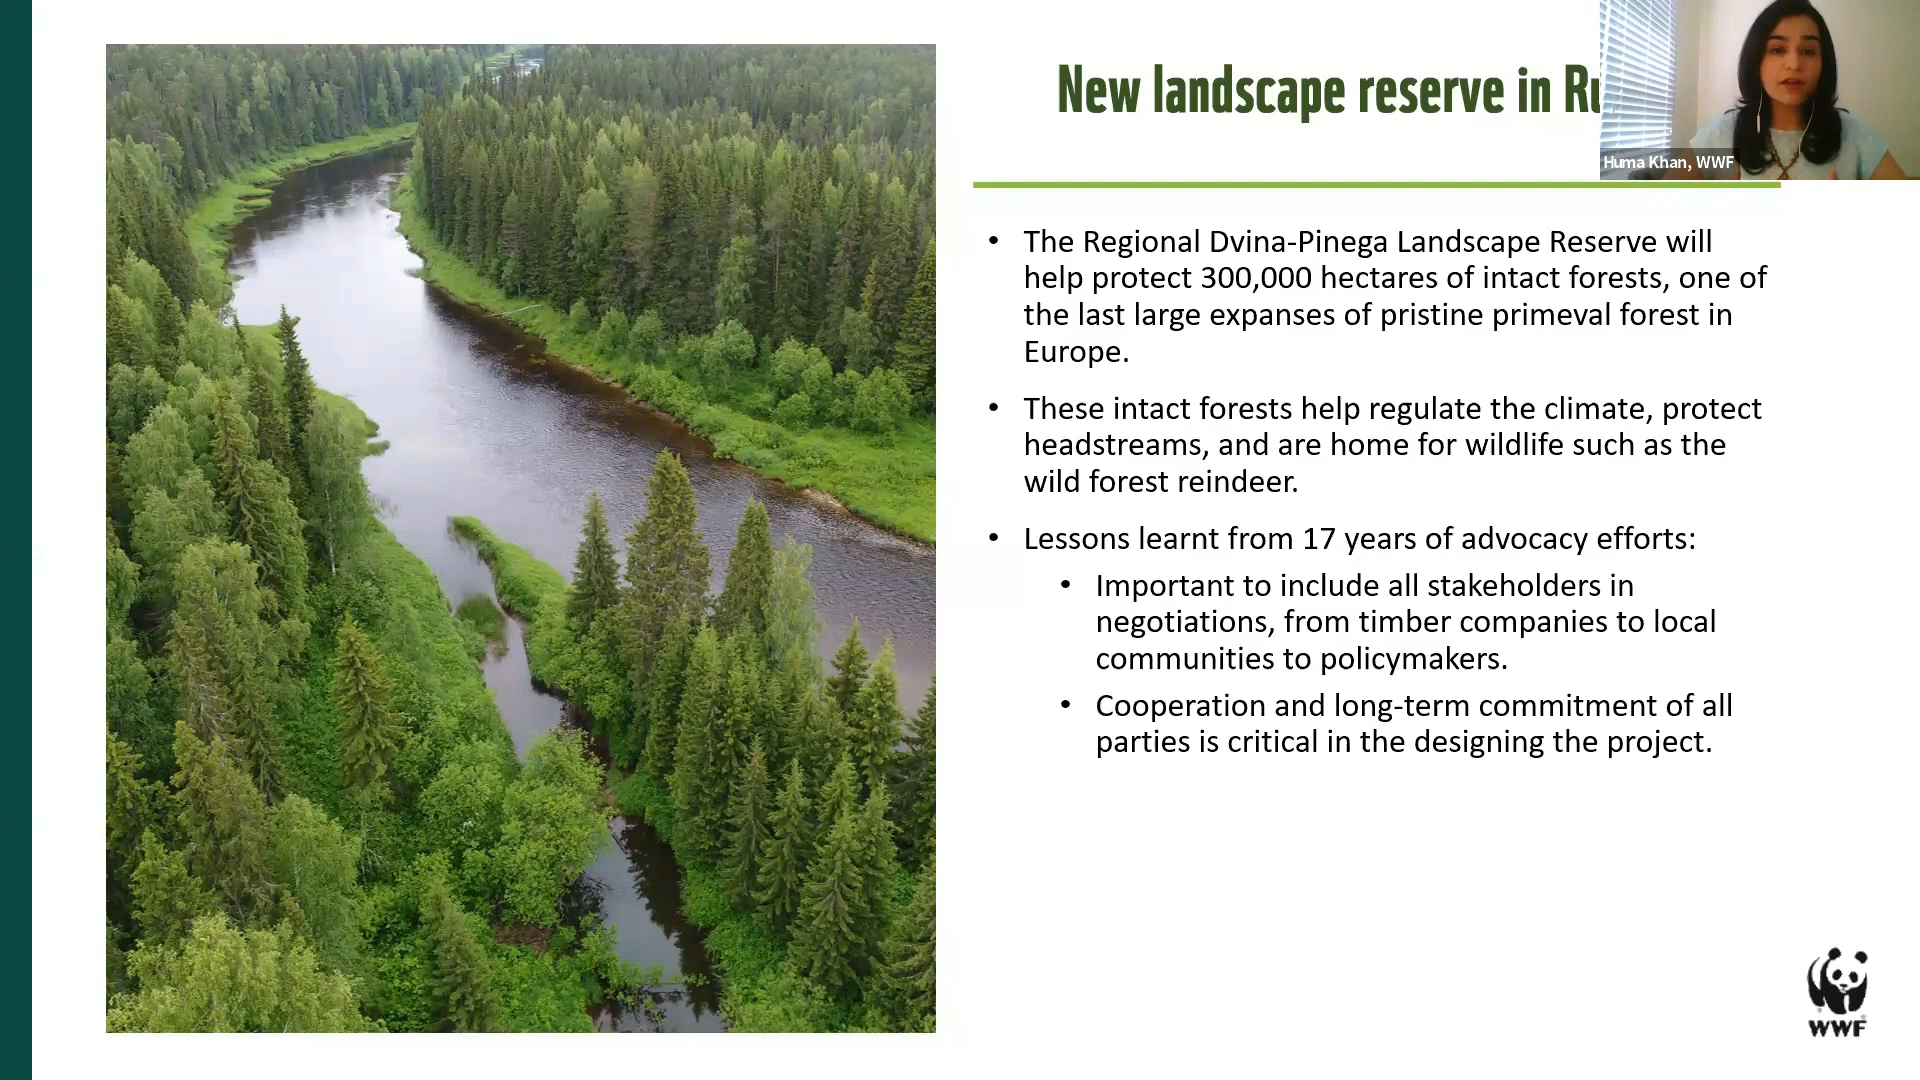 New landscape reserve in Ru
Huma Khan, WWF
• The Regional Dvina-Pinega Landscape Reserve will
help protect 300,000 hectares of intact forests, one of
the last large expanses of pristine primeval forest in
Europe.
• These intact forests help regulate the climate, protect
headstreams, and are home for wildlife such as the
wild forest reindeer.
• Lessons learnt from 17 years of advocacy efforts:
• Important to include all stakeholders in
negotiations, from timber companies to local
communities to policymakers.
• Cooperation and long-term commitment of all
parties is critical in the designing the project.
WWF